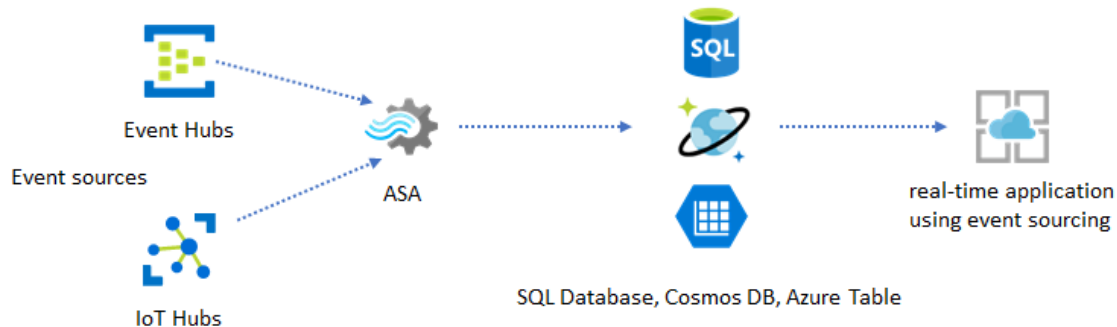 SQL
Event Hubs
Event sources
ASA
real-time application
using event sourcing
SQL Database, Cosmos DB, Azure Table
IoT Hubs